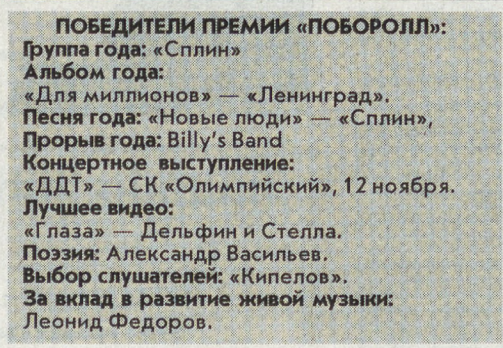 ПОБЕДИТЕЛИ ПРЕМИИ «ПОБОРОЛЛ»:
Группа года: «Сплин»
Альбом года:
«Для миллионов» — «Ленинград».
Песня года: «Новые люди» — «Сплин»,
Прорыв года: Billy's Band
Концертное выступление:
«ДДТ» — СК «Олимпийский», 12 ноября.
Лучшее видео:
«Глаза» — Дельфин и Стелла.
Поэзия: Александр Васильев.
Выбор слушателей: «Кипелов».
За вклад в развитие живой музыки:
Леонид Федоров.